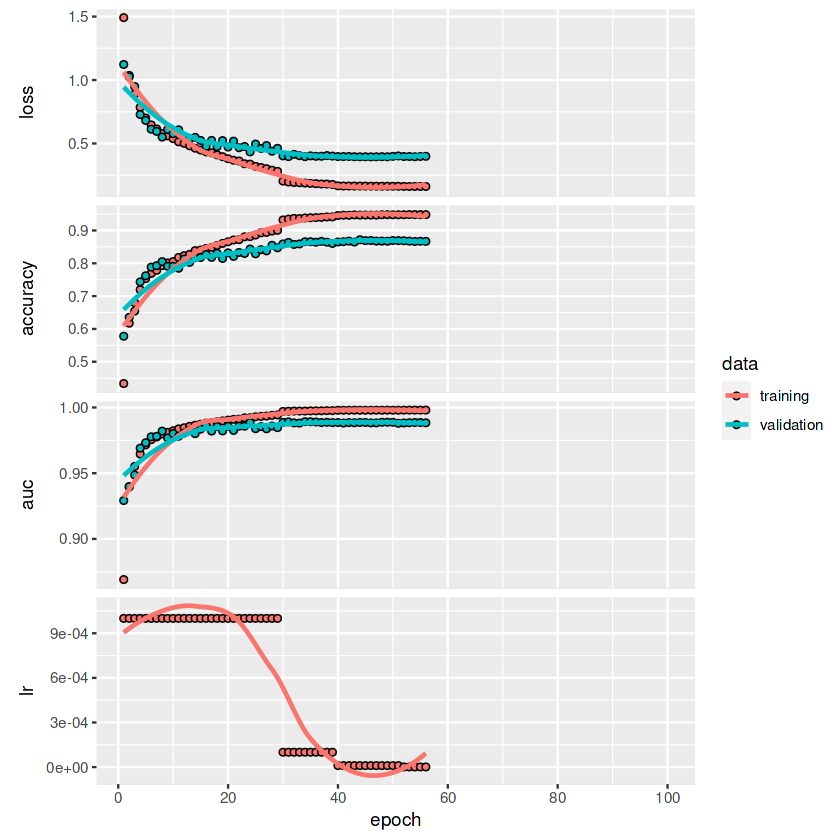 1.5
1.0
0.5
loss
0.9
0.8
0.7
0.6
0.5
accuracy
1.00
0.95
0.90
auc
9e-04
6e-04
3e-04
0e+00
lr
0 20 40 60 80 100
epoch
data
training
validation